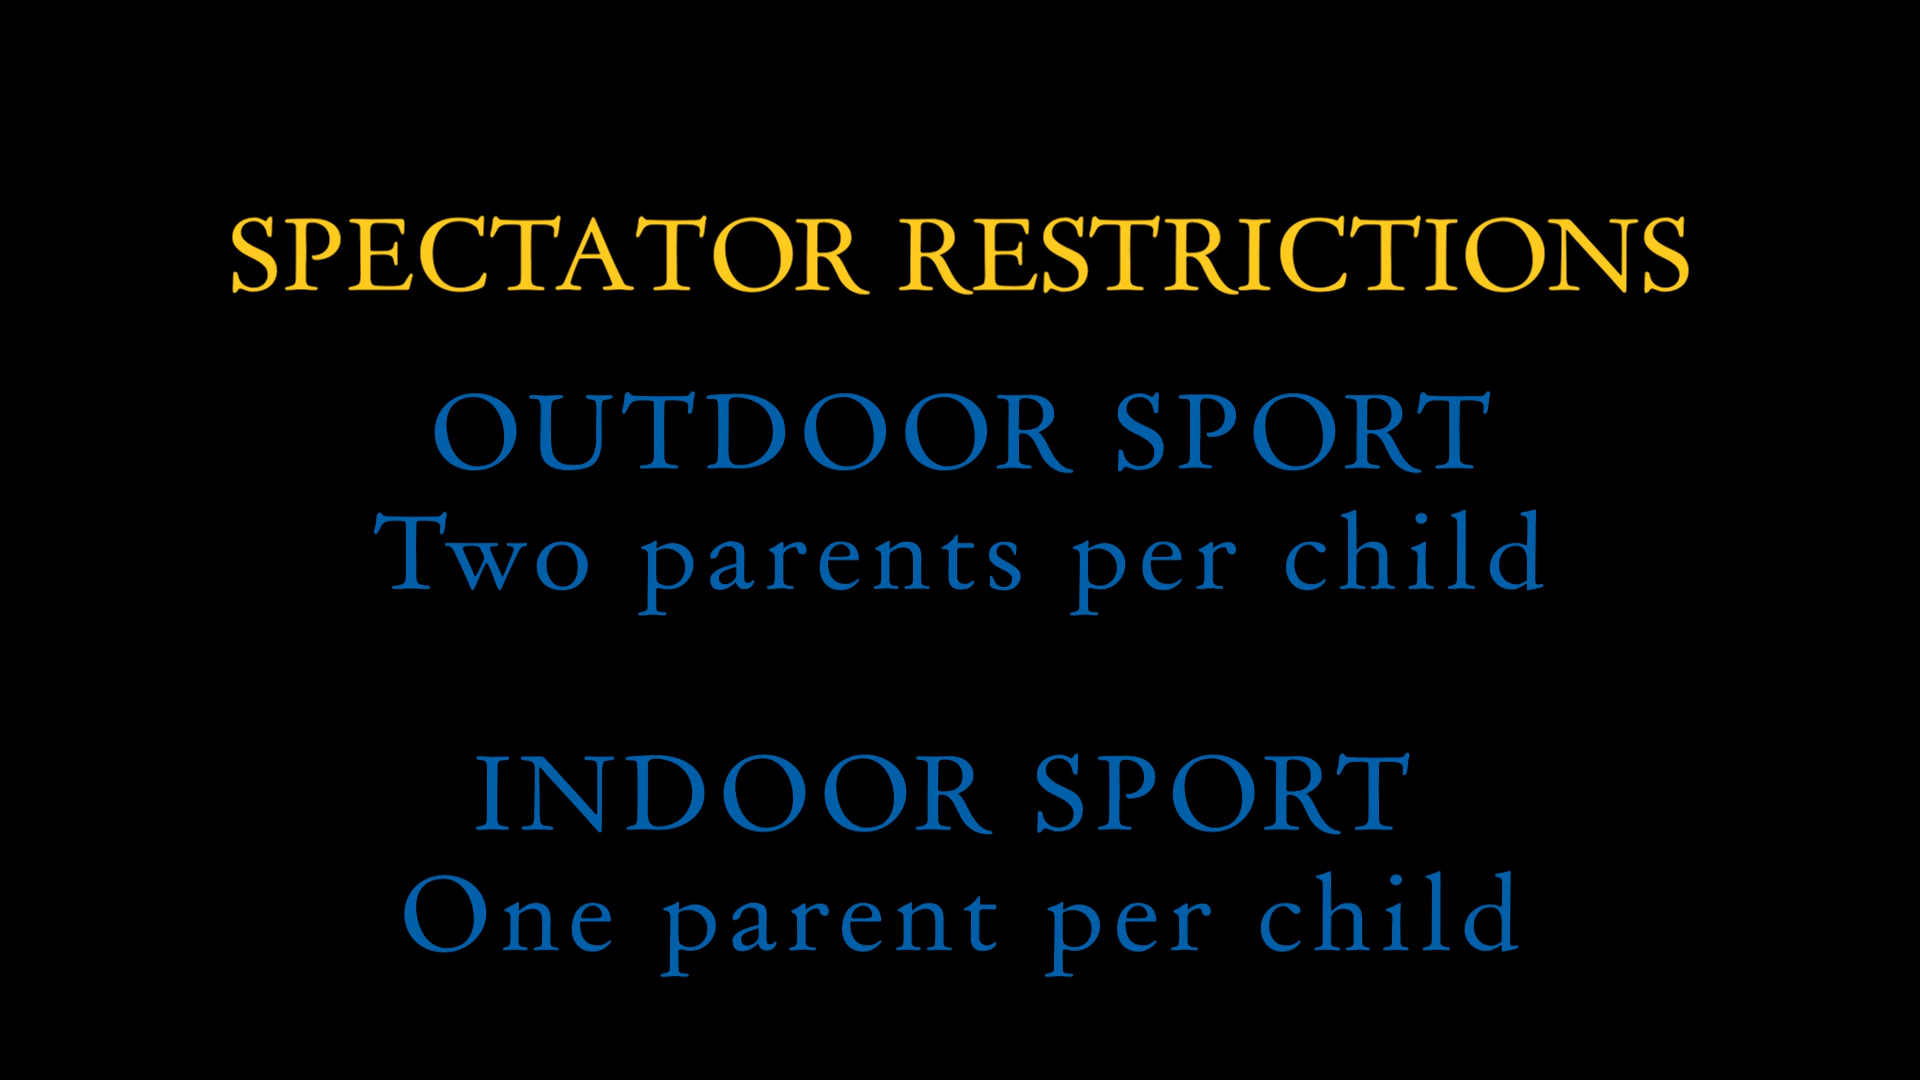 SPECTATOR RESTRICTIONS
OUTDOOR SPORT
Two parents per child
INDOOR SPORT
One parent per child